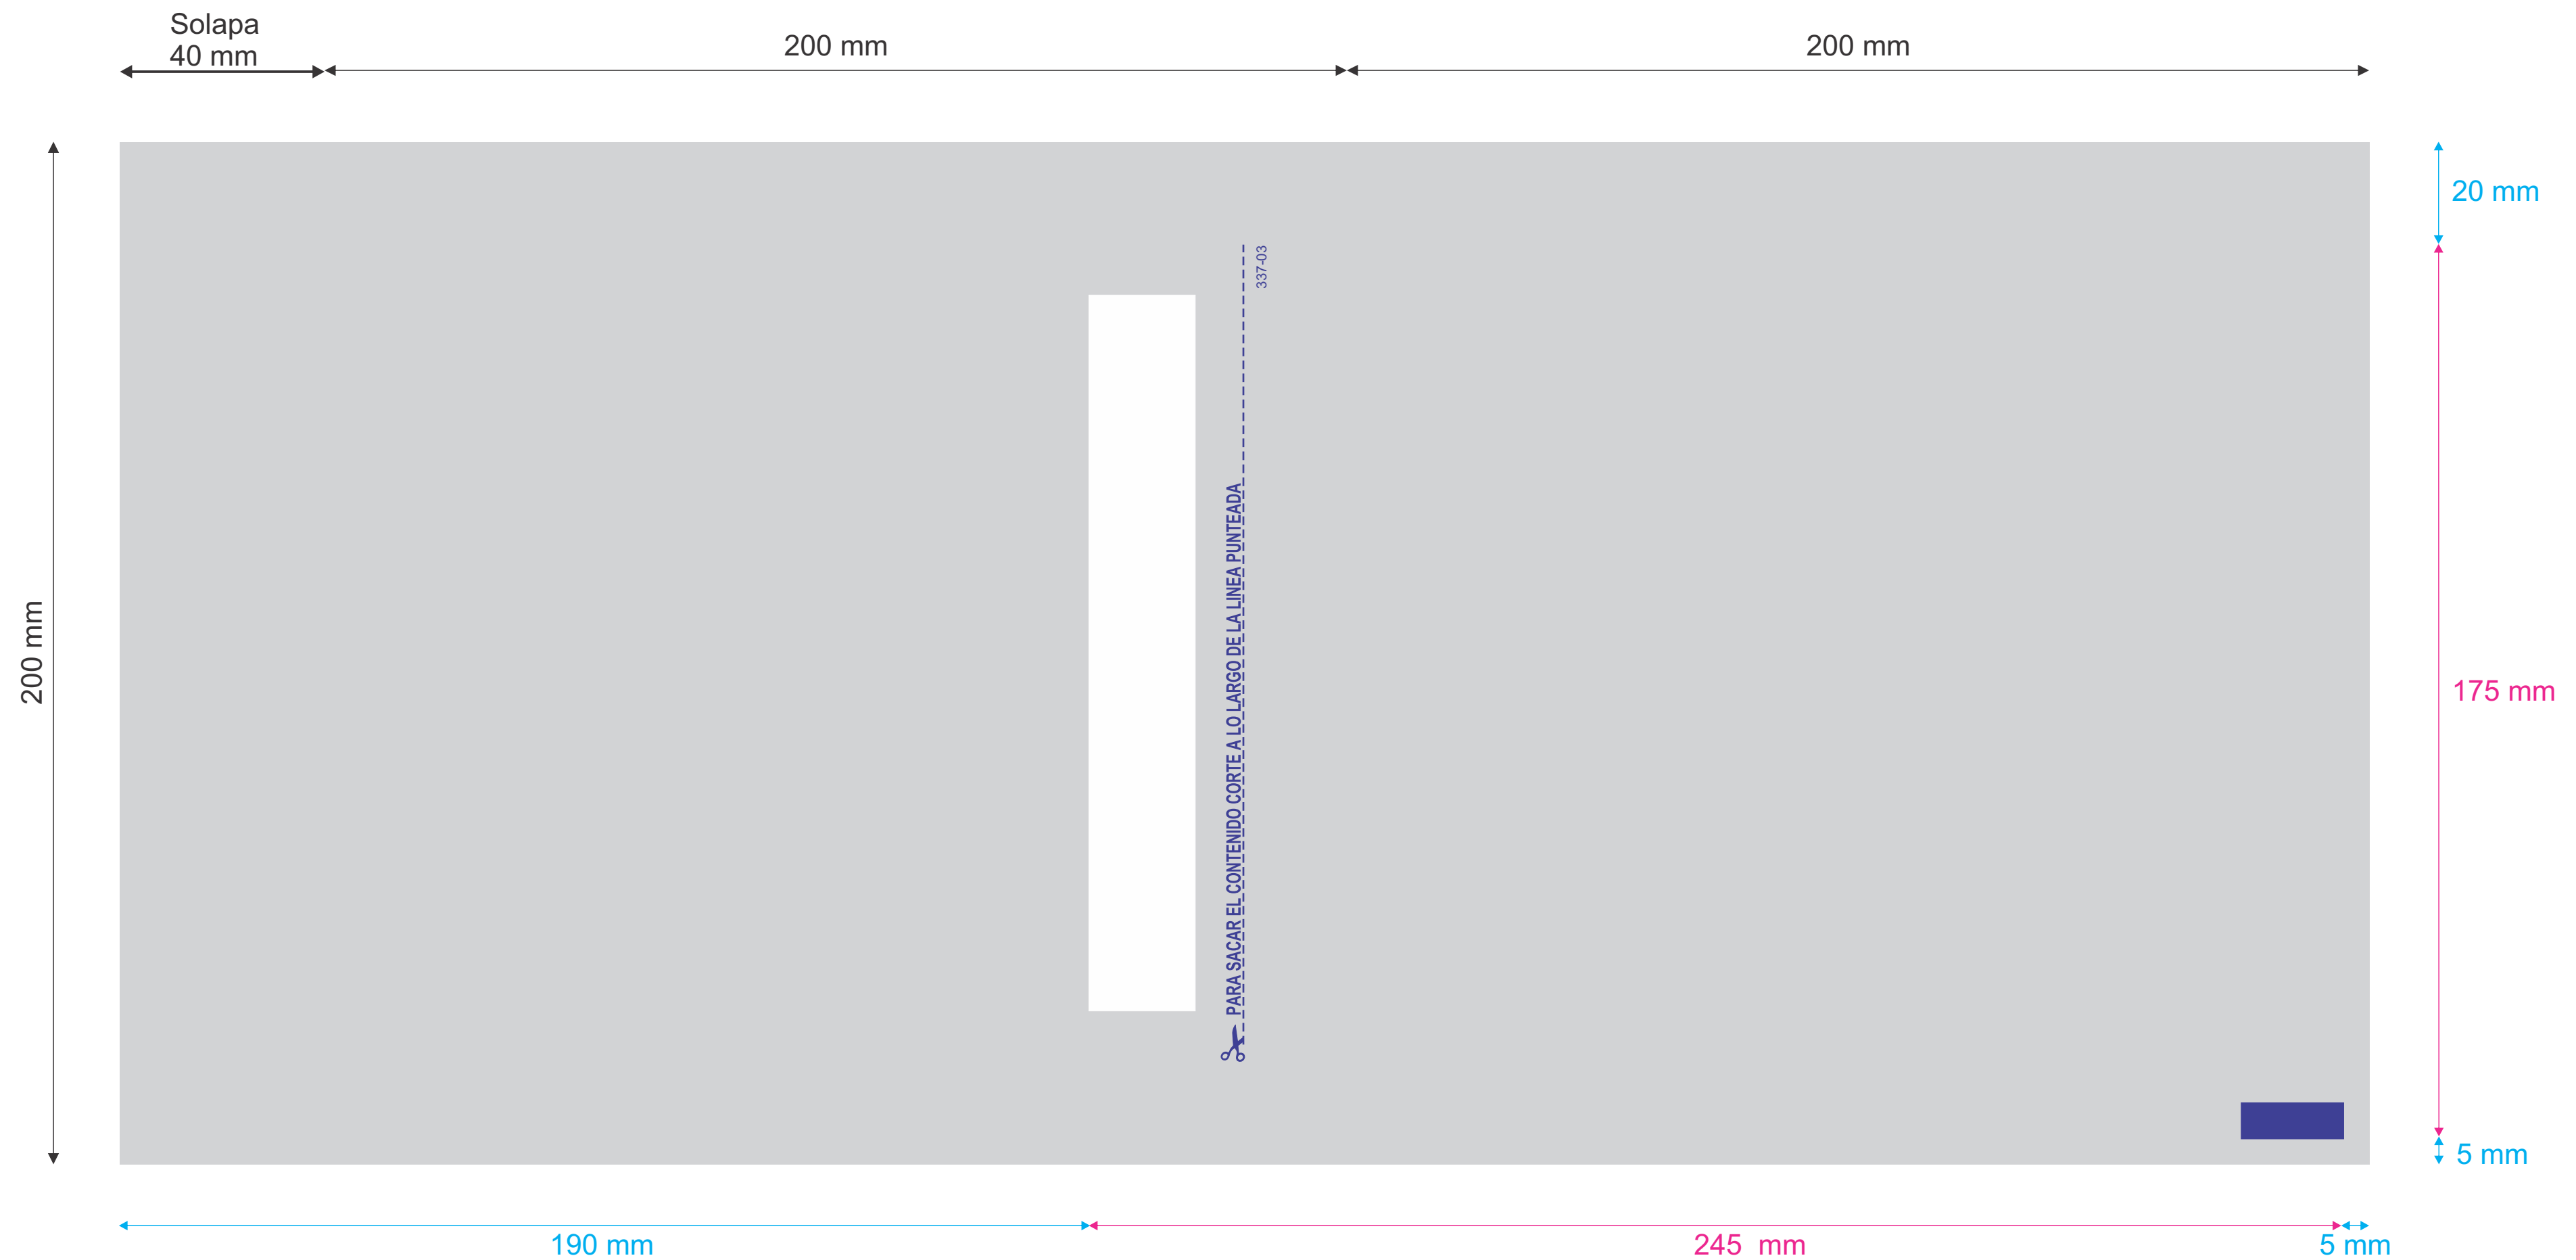 Solapa
40 mm
200 mm
200 mm
20 mm
337-03
PARA SACAR EL CONTENIDO CORTE A LO LARGO DE LA LINEA PUNTEADA
200 mm
175 mm
5 mm
190 mm
245 mm
5 mm